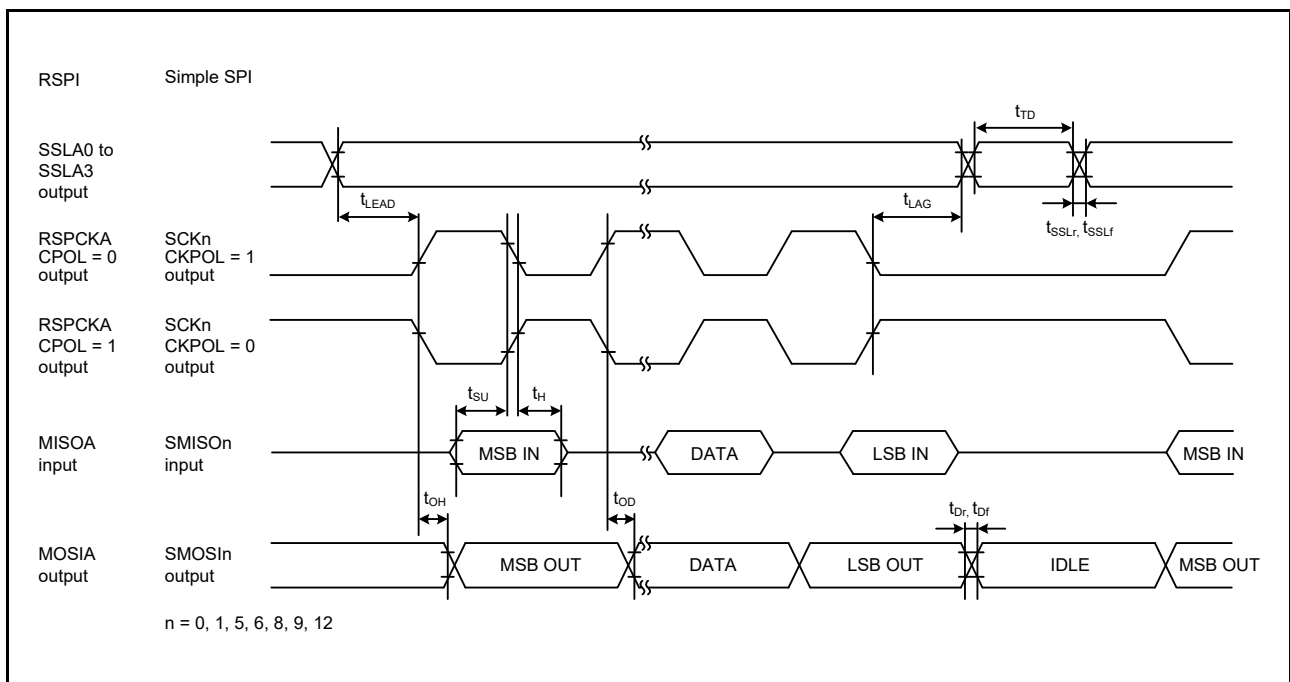 RSPI Simple SPI
SSLA0 to
SSLA3
output
tTD
tLEAD
tLAG
tSSLr, tSSLf
RSPCKA SCKn
CPOL = 0 CKPOL = 1
output output
RSPCKA SCKn
CPOL = 1 CKPOL = 0
output output
tSU tH
MISOA SMISOn
input input
MSB IN DATA LSB IN MSB IN
tOH tOD tDr, tDf
MOSIA SMOSIn
output output
MSB OUT DATA LSB OUT IDLE MSB OUT
n = 0, 1, 5, 6, 8, 9, 12